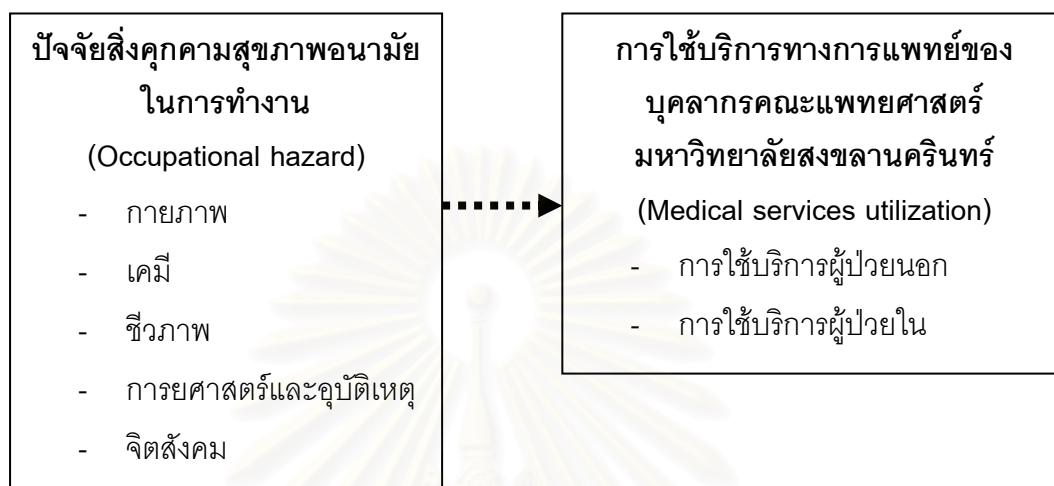 ปัจจัยสิ่งคุกคามสุขภาพอนามัย
ในการทำงาน
(Occupational hazard)
- กายภาพ
- เคมี
- ชีวภาพ
- การยศาสตร์และอุบัติเหตุ
- จิตสังคม
การใช้บริการทางการแพทย์ของ
บุคลากรคณะแพทยศาสตร์
มหาวิทยาลัยสงขลานครินทร์
(Medical services utilization)
- การใช้บริการผู้ป่วยนอก
- การใช้บริการผู้ป่วยใน